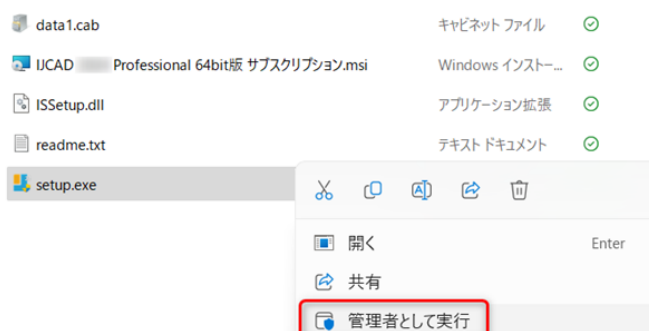 data1.cab キャビネット ファイル
IJCAD Professional 64bit版 サブスクリプション.msi Windows インストー...
ISSetup.dll アプリケーション拡張
readme.txt テキスト ドキュメント
setup.exe
開く Enter
共有
管理者として実行